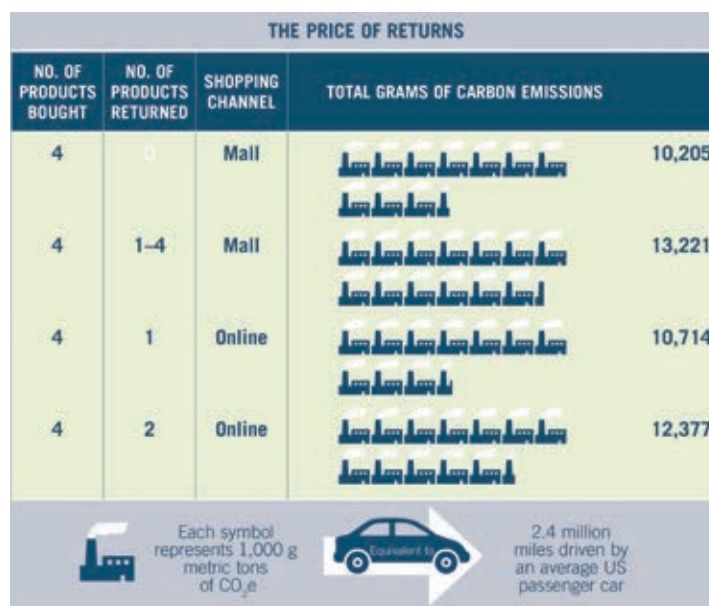 THE PRICE OF RETURNS
NO. OF
PRODUCTS
BOUGHT
NO. OF
PRODUCTS
RETURNED
SHOPPING
CHANNEL
TOTAL GRAMS OF CARBON EMISSIONS
4 0 Mall 10,205
4 1–4 Mall 13,221
4 1 Online 10,714
4 2 Online 12,377
Each symbol
represents 1,000 g
metric tons
of CO₂e
Equivalent to
2.4 million
miles driven by
an average US
passenger car